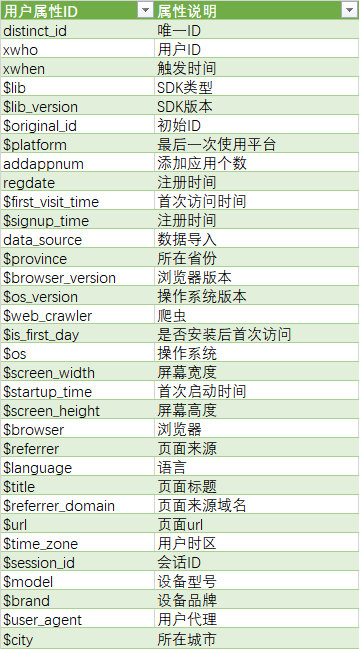 用户属性ID 属性说明
distinct_id 唯一ID
xwho 用户ID
xwhen 触发时间
$lib SDK类型
$lib_version SDK版本
$original_id 初始ID
$platform 最后一次使用平台
addappnum 添加应用个数
regdate 注册时间
$first_visit_time 首次访问时间
$signup_time 注册时间
data_source 数据导入
$province 所在省份
$browser_version 浏览器版本
$os_version 操作系统版本
$web_crawler 爬虫
$is_first_day 是否安装后首次访问
$os 操作系统
$screen_width 屏幕宽度
$startup_time 首次启动时间
$screen_height 屏幕高度
$browser 浏览器
$referrer 页面来源
$language 语言
$title 页面标题
$referrer_domain 页面来源域名
$url 页面url
$time_zone 用户时区
$session_id 会话ID
$model 设备型号
$brand 设备品牌
$user_agent 用户代理
$city 所在城市